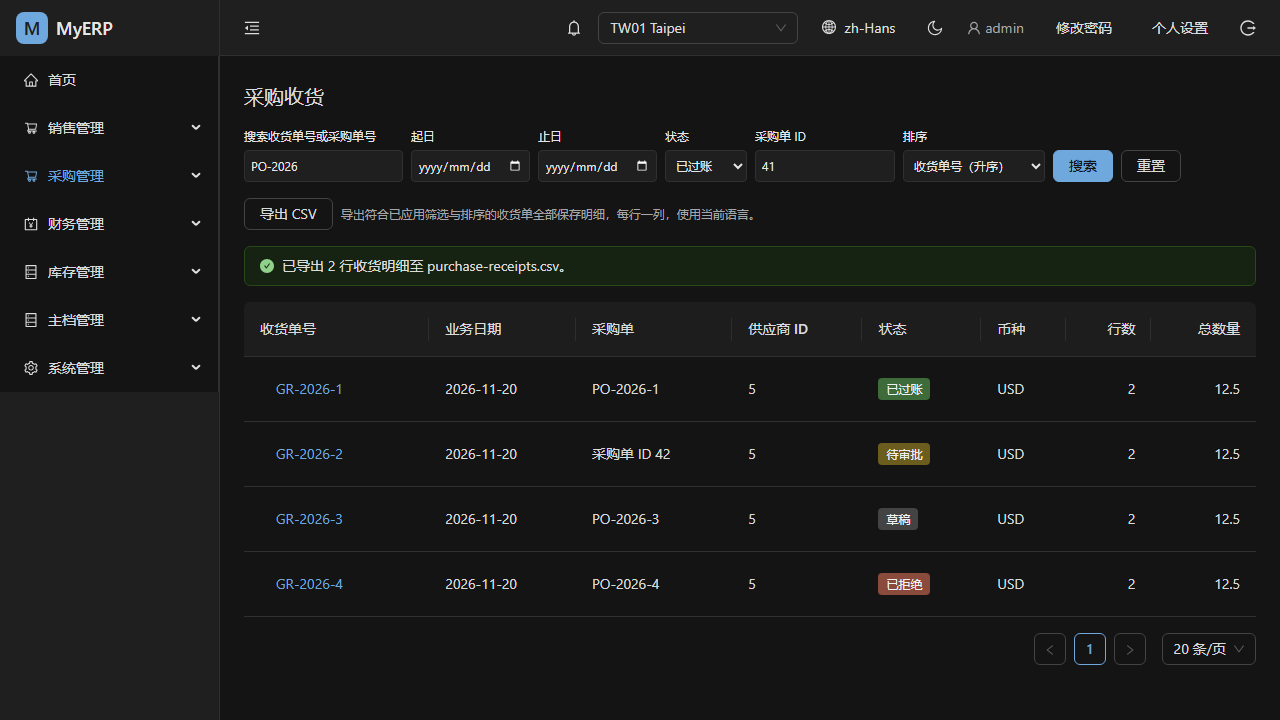 M MyERP
TW01 Taipei
zh-Hans
admin
修改密码
个人设置
首页
销售管理
采购管理
财务管理
库存管理
主档管理
系统管理
采购收货
搜索收货单号或采购单号 起日 止日 状态 采购单 ID 排序
PO-2026 yyyy/mm/dd yyyy/mm/dd 已过账 41 收货单号（升序） 搜索 重置
导出 CSV 导出符合已应用筛选与排序的收货单全部保存明细，每行一列，使用当前语言。
已导出 2 行收货明细至 purchase-receipts.csv。
收货单号 业务日期 采购单 供应商 ID 状态 币种 行数 总数量
GR-2026-1 2026-11-20 PO-2026-1 5 已过账 USD 2 12.5
GR-2026-2 2026-11-20 采购单 ID 42 5 待审批 USD 2 12.5
GR-2026-3 2026-11-20 PO-2026-3 5 草稿 USD 2 12.5
GR-2026-4 2026-11-20 PO-2026-4 5 已拒绝 USD 2 12.5
1 20 条/页